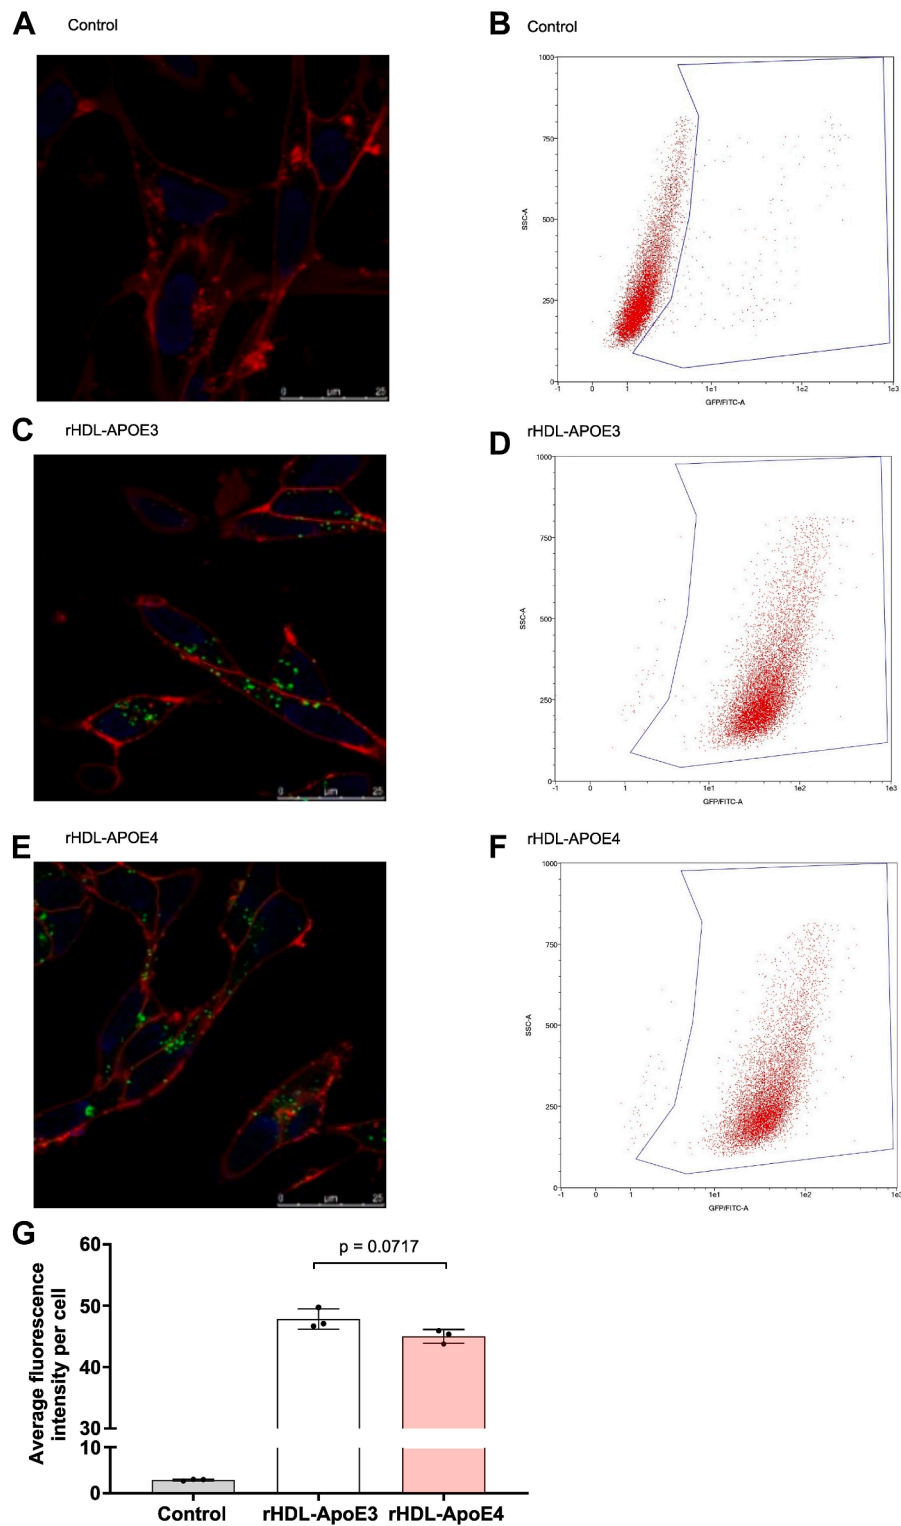 A Control
B Control
0 µm 25
1000
750
500
250
0
SSC-A
-1 0 1 1e1 1e2 1e3
GFP/FITC-A
C rHDL-APOE3
D rHDL-APOE3
0 µm 25
1000
750
500
250
0
SSC-A
-1 0 1 1e1 1e2 1e3
GFP/FITC-A
E rHDL-APOE4
F rHDL-APOE4
0 µm 25
1000
750
500
250
0
SSC-A
-1 0 1 1e1 1e2 1e3
GFP/FITC-A
G
Average fluorescence
intensity per cell
60
50
40
30
10
0
p = 0.0717
Control rHDL-ApoE3 rHDL-ApoE4